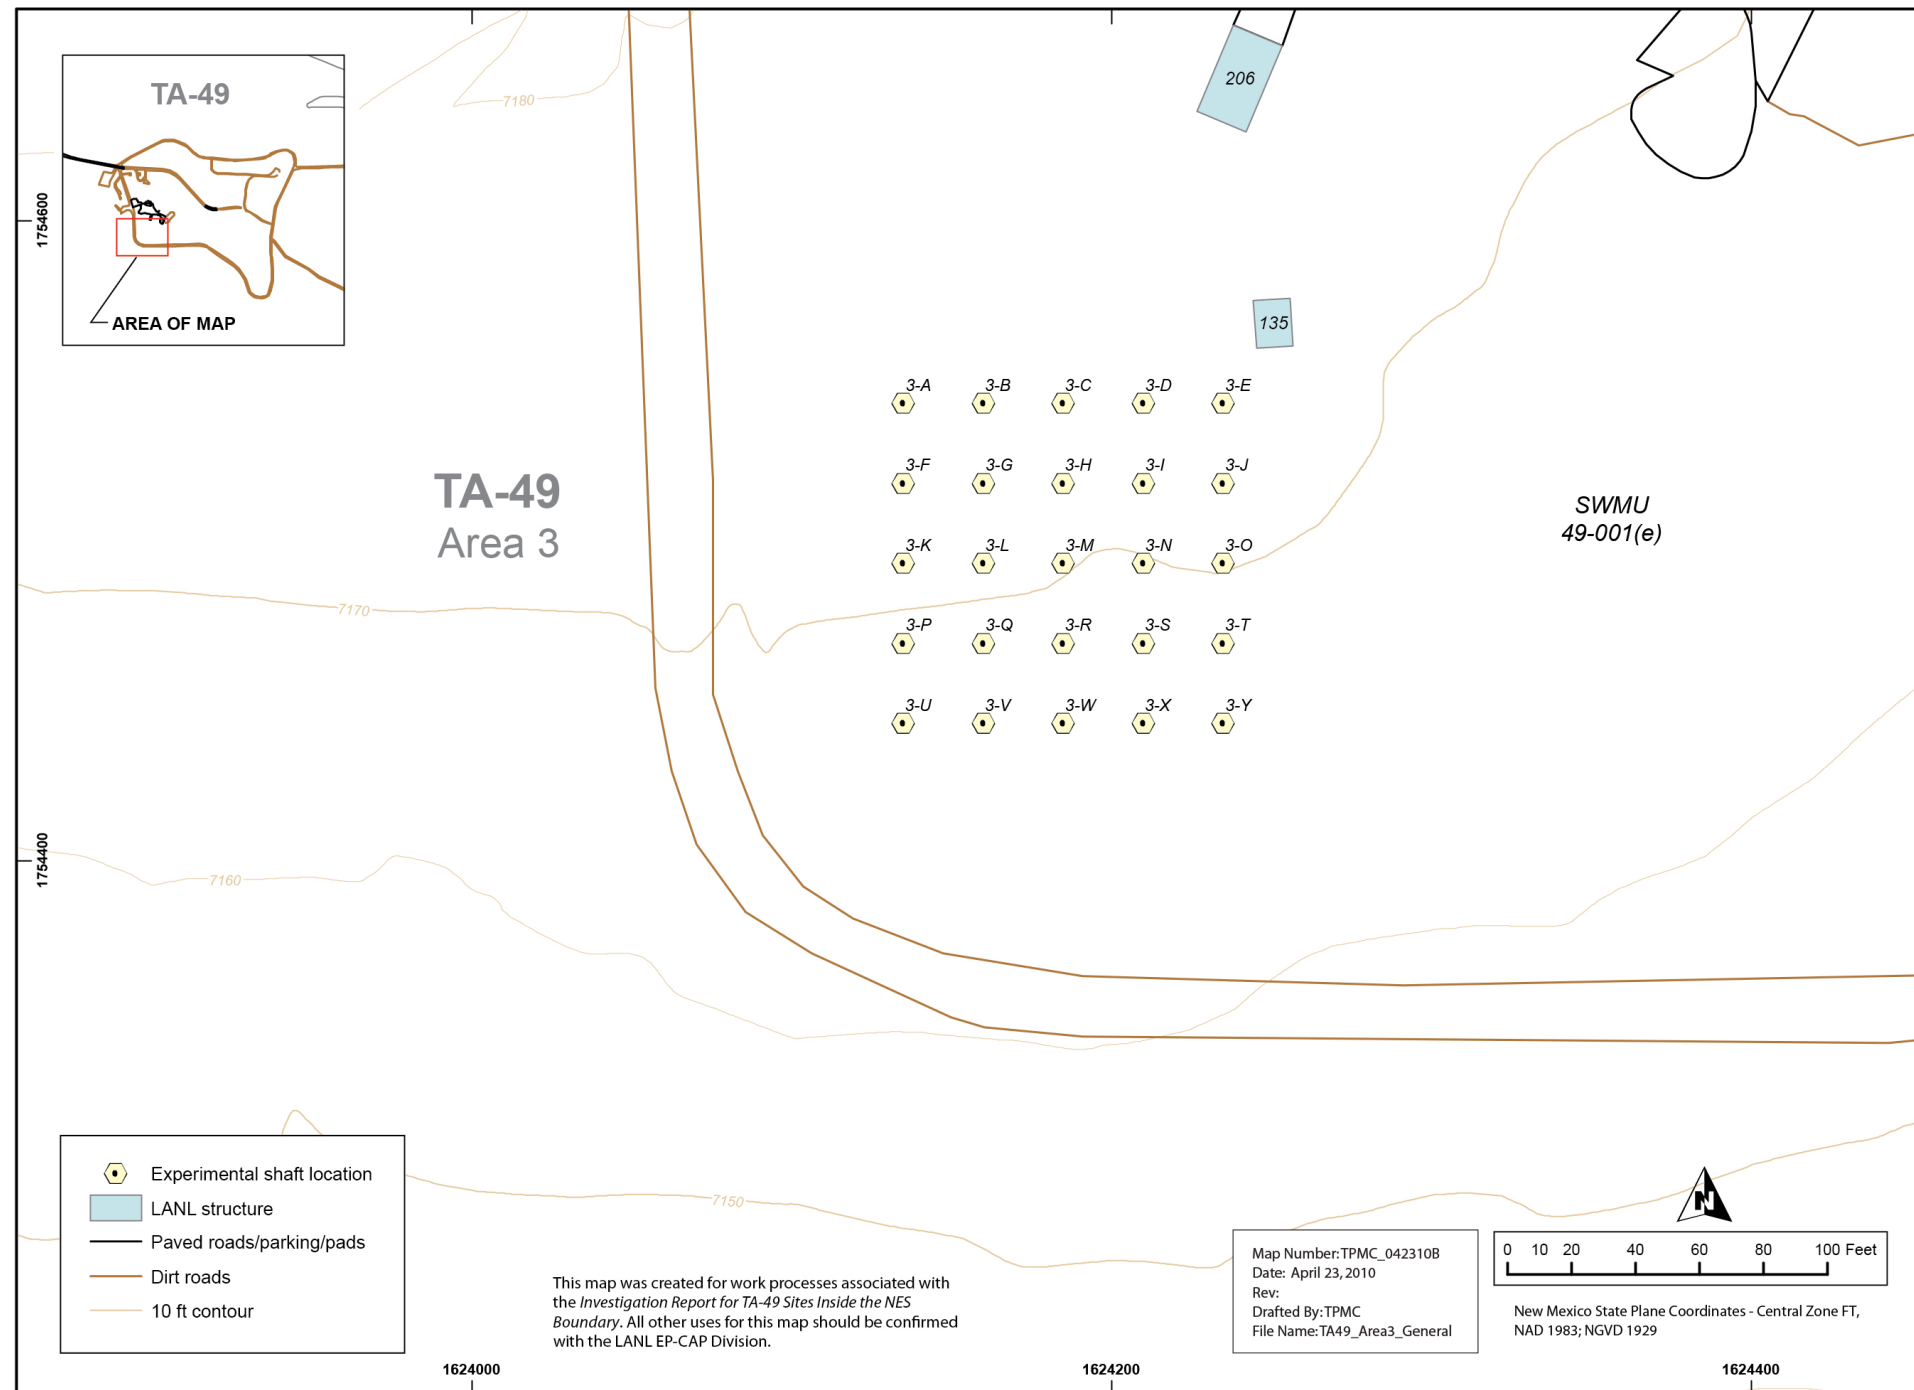 TA-49
AREA OF MAP
7180
206
1754600
135
3-A 3-B 3-C 3-D 3-E
3-F 3-G 3-H 3-I 3-J
TA-49
Area 3
SWMU
49-001(e)
3-K 3-L 3-M 3-N 3-O
7170
3-P 3-Q 3-R 3-S 3-T
3-U 3-V 3-W 3-X 3-Y
1754400
7160
7150
Experimental shaft location
LANL structure
Paved roads/parking/pads
Dirt roads
10 ft contour
This map was created for work processes associated with
the Investigation Report for TA-49 Sites Inside the NES
Boundary. All other uses for this map should be confirmed
with the LANL EP-CAP Division.
Map Number: TPMC_042310B
Date: April 23, 2010
Rev:
Drafted By: TPMC
File Name: TA49_Area3_General
N
0 10 20 40 60 80 100 Feet
New Mexico State Plane Coordinates - Central Zone FT,
NAD 1983; NGVD 1929
1624000 1624200 1624400